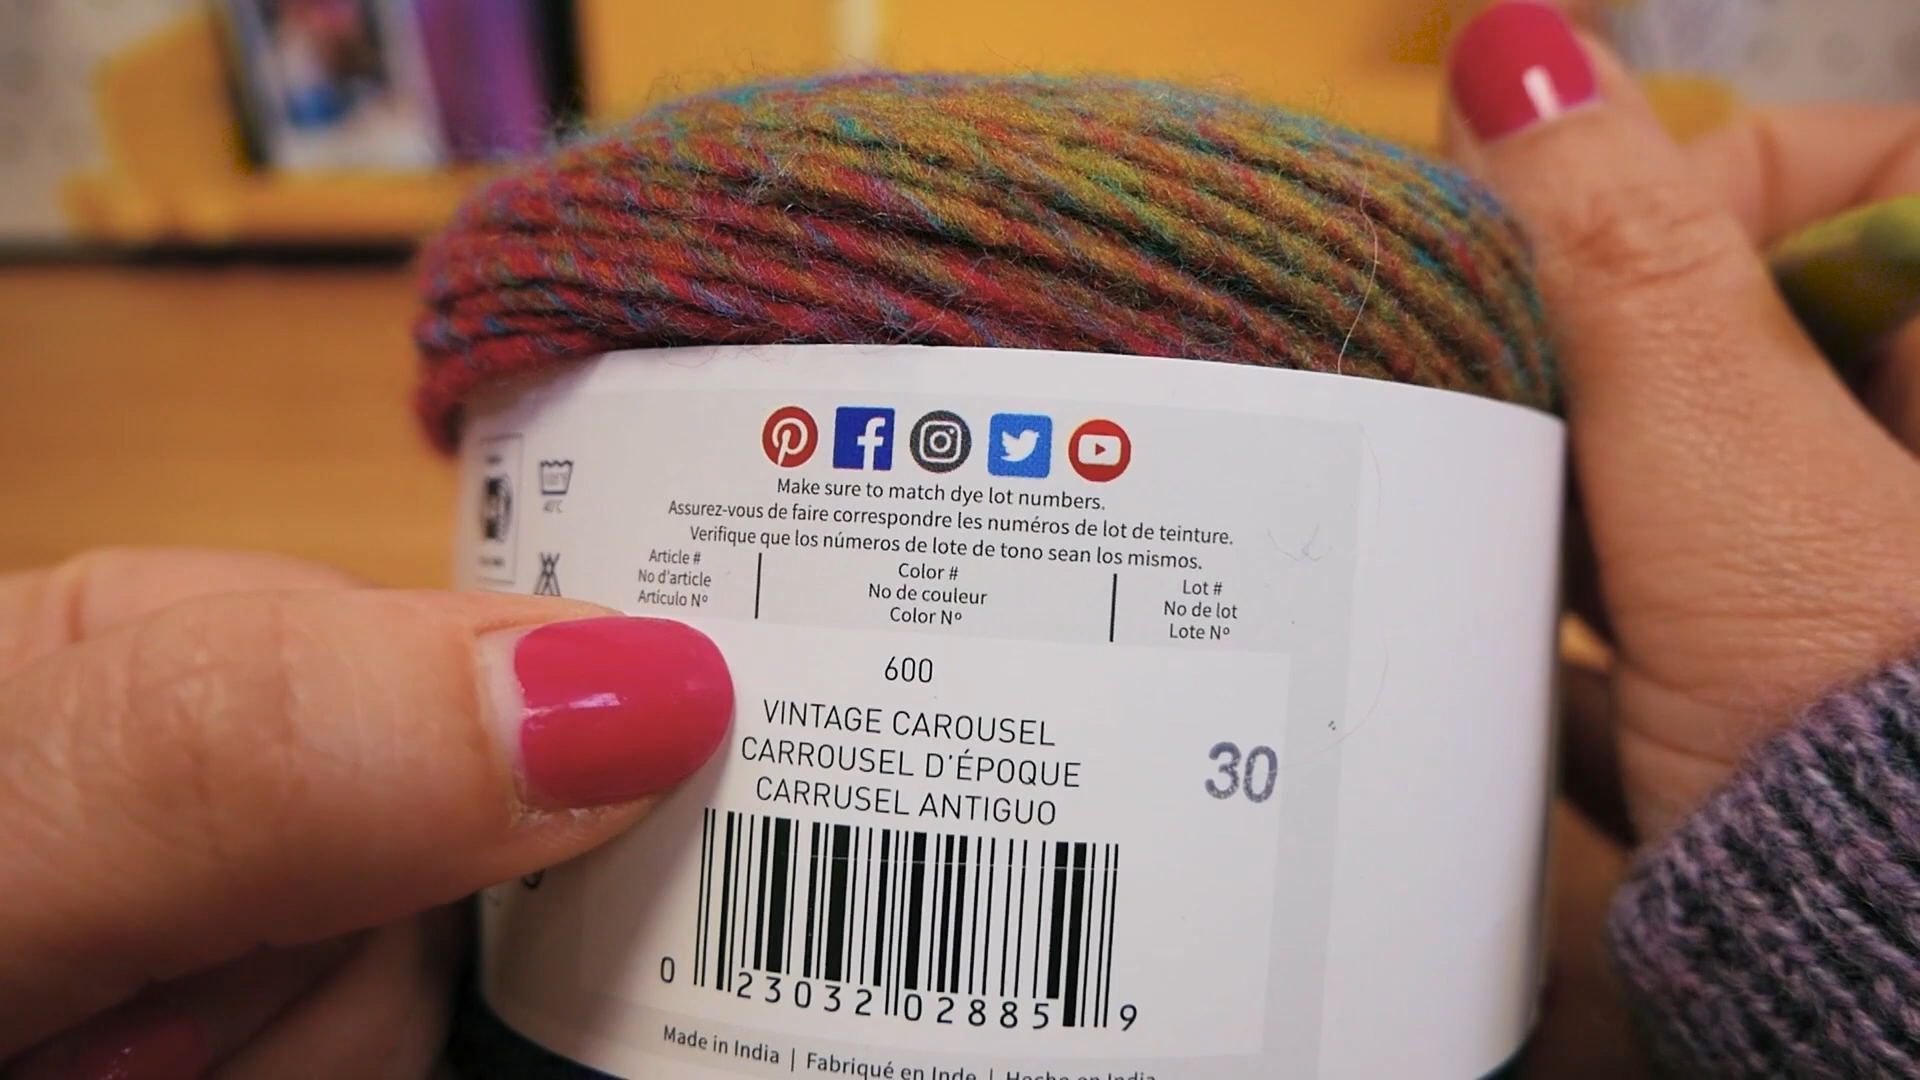 Make sure to match dye lot numbers.
Assurez-vous de faire correspondre les numéros de lot de teinture.
Verifique que los números de lote de tono sean los mismos.
Article #
No d'article
Artículo Nº
Color #
No de couleur
Color Nº
Lot #
No de lot
Lote Nº
600
VINTAGE CAROUSEL
CARROUSEL D'ÉPOQUE
CARRUSEL ANTIGUO
30
0 23032 02885 9
Made in India | Fabriqué en Inde | Hecho en India